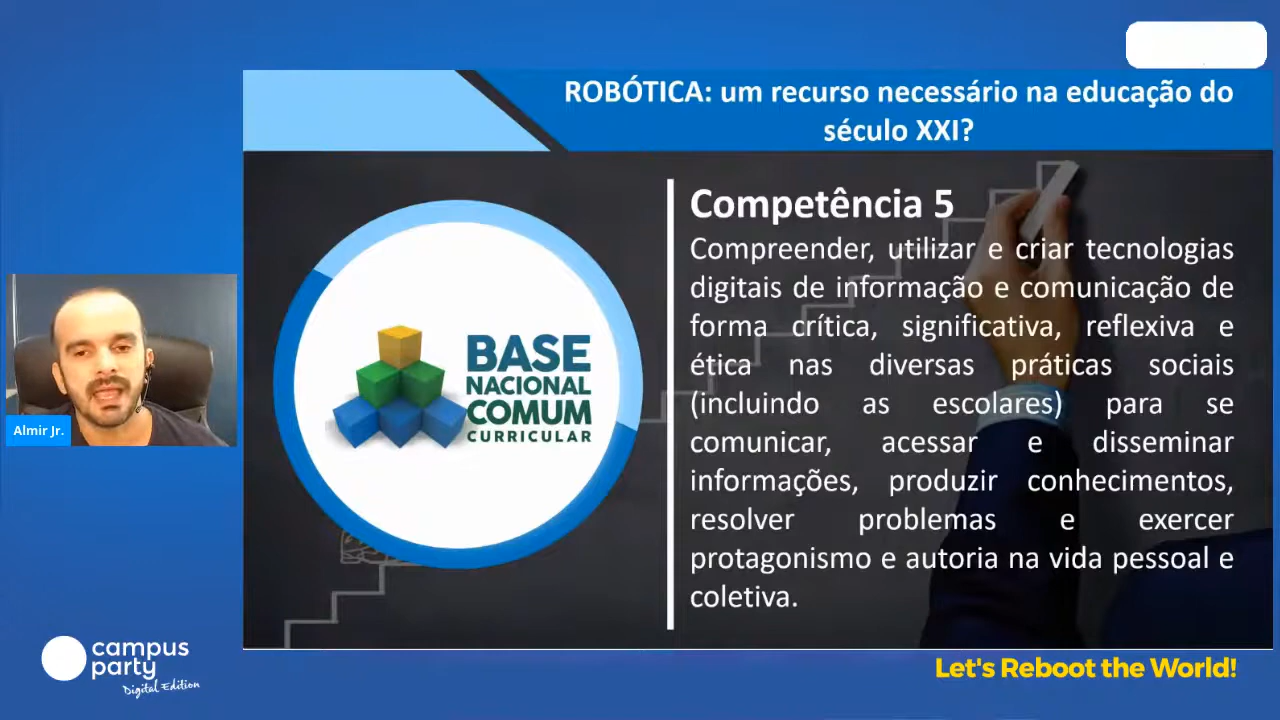 ROBÓTICA: um recurso necessário na educação do
século XXI?
Competência 5
Compreender, utilizar e criar tecnologias
digitais de informação e comunicação de
forma crítica, significativa, reflexiva e
ética nas diversas práticas sociais
(incluindo as escolares) para se
comunicar, acessar e disseminar
informações, produzir conhecimentos,
resolver problemas e exercer
protagonismo e autoria na vida pessoal e
coletiva.
BASE
NACIONAL
COMUM
CURRICULAR
Almir Jr.
campus
party
Digital Edition
Let's Reboot the World!